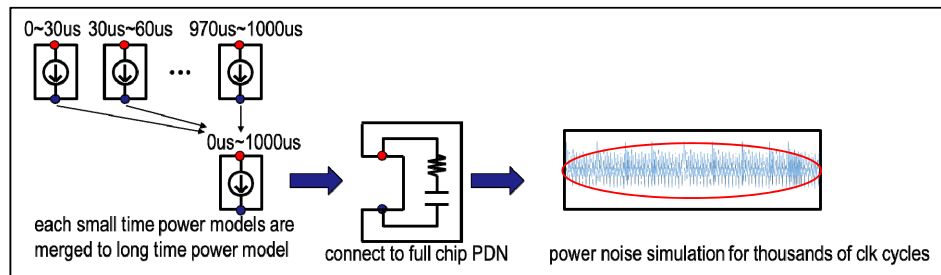 0~30us 30us~60us 970us~1000us
...
0us~1000us
each small time power models are
merged to long time power model
connect to full chip PDN
power noise simulation for thousands of clk cycles